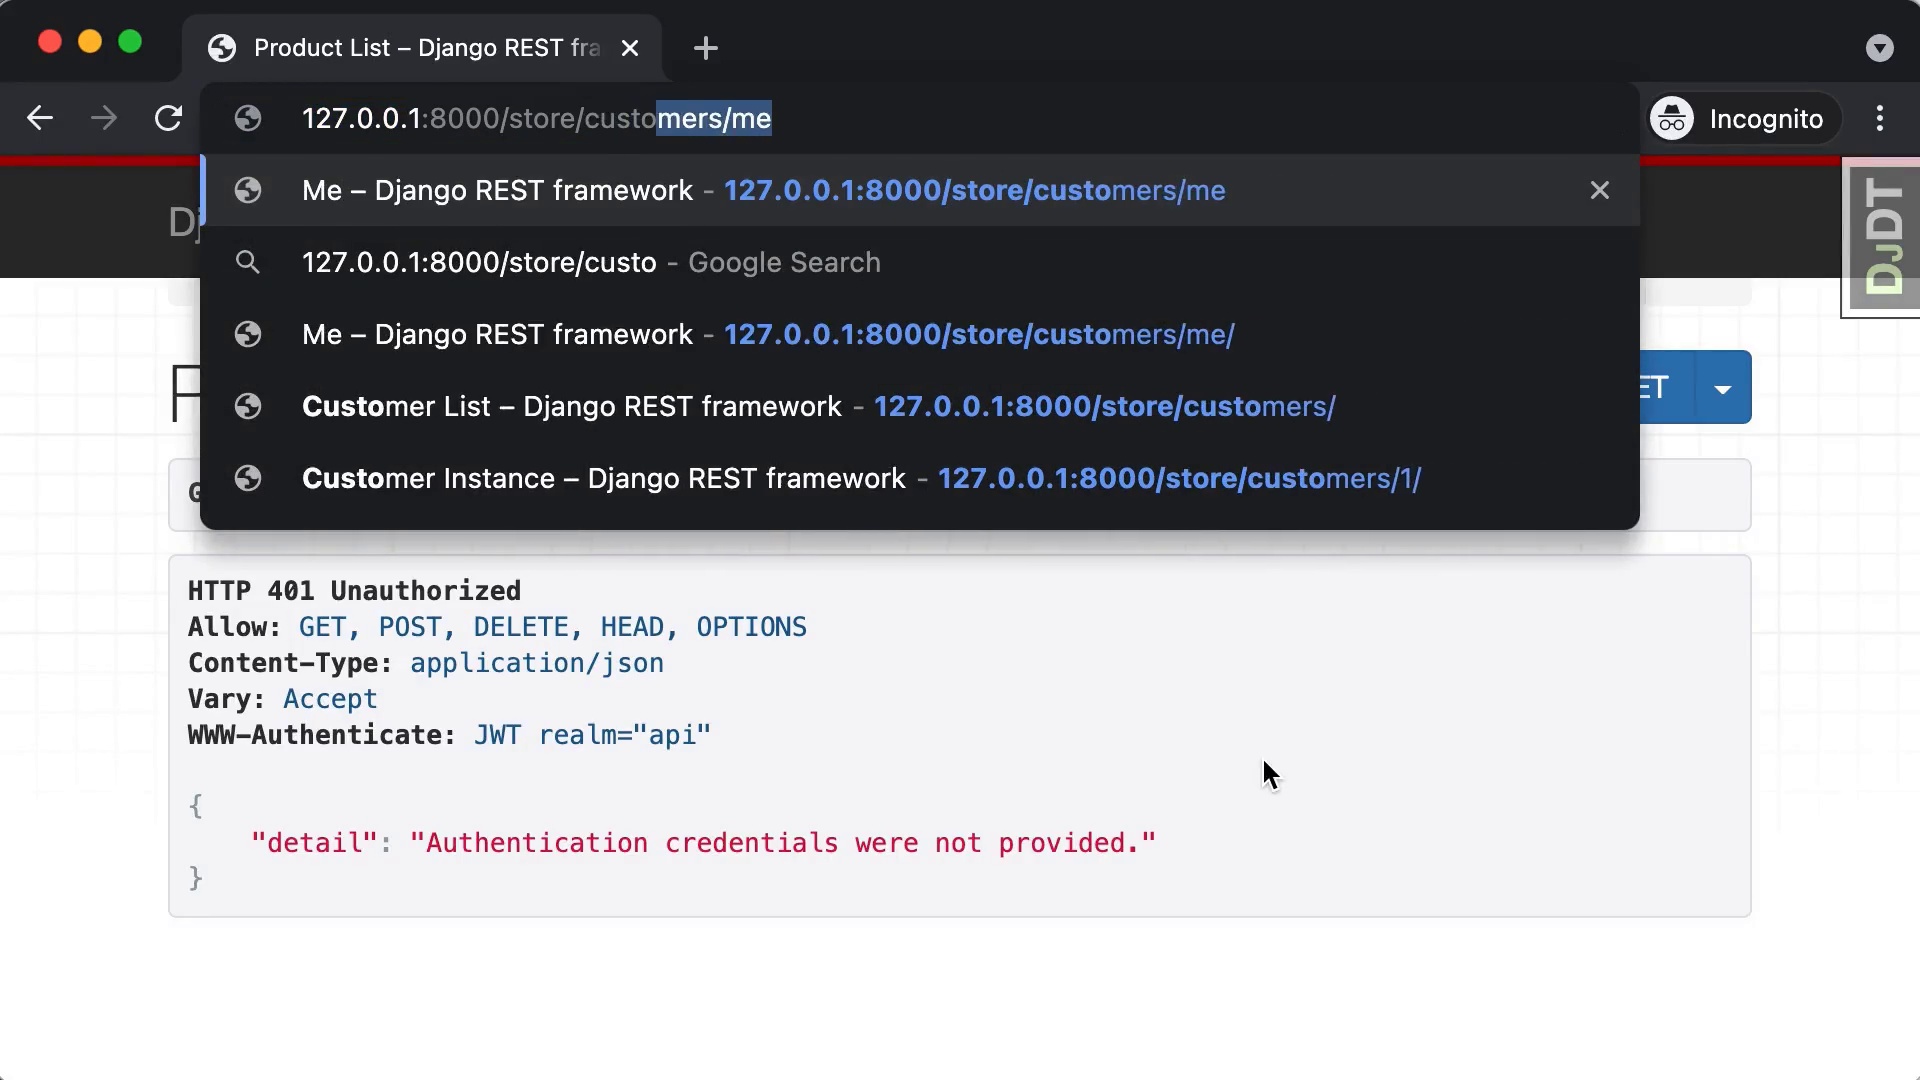 Product List – Django REST fra
127.0.0.1:8000/store/customers/me
Incognito
Me – Django REST framework - 127.0.0.1:8000/store/customers/me
127.0.0.1:8000/store/custo - Google Search
Me – Django REST framework - 127.0.0.1:8000/store/customers/me/
Customer List – Django REST framework - 127.0.0.1:8000/store/customers/
Customer Instance – Django REST framework - 127.0.0.1:8000/store/customers/1/
Dj
DJDT
P
ET
G
HTTP 401 Unauthorized
Allow: GET, POST, DELETE, HEAD, OPTIONS
Content-Type: application/json
Vary: Accept
WWW-Authenticate: JWT realm="api"
{
"detail": "Authentication credentials were not provided."
}